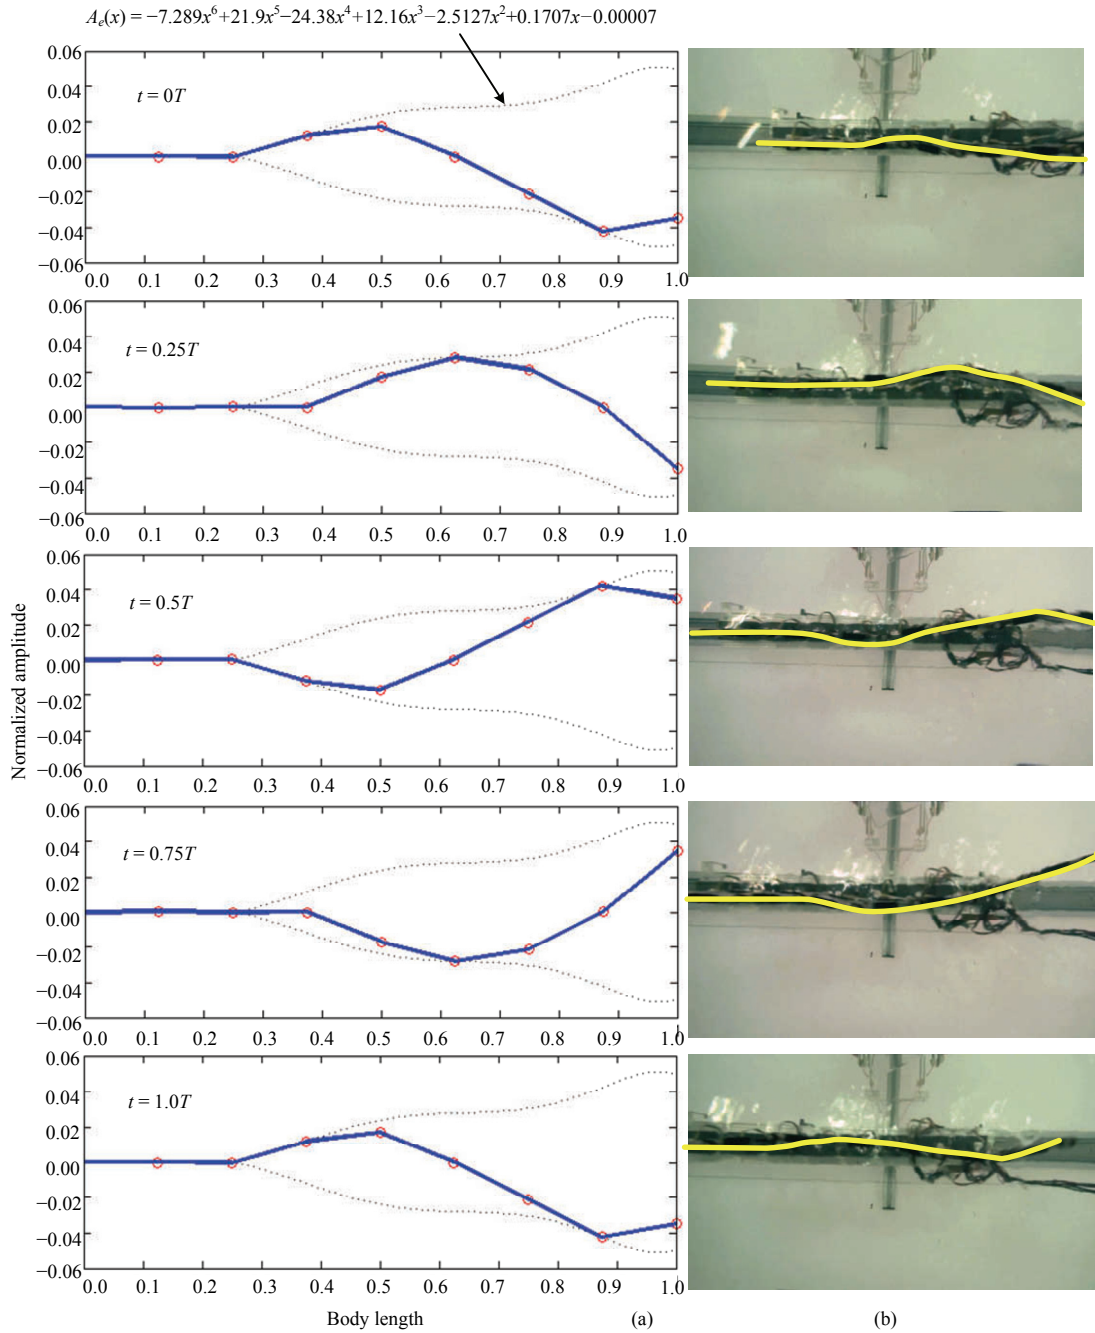 Aₑ(x) = −7.289x⁶+21.9x⁵−24.38x⁴+12.16x³−2.5127x²+0.1707x−0.00007
0.06
0.04
0.02
0.00
−0.02
−0.04
−0.06
t = 0T
0.0 0.1 0.2 0.3 0.4 0.5 0.6 0.7 0.8 0.9 1.0
0.06
0.04
0.02
0.00
−0.02
−0.04
−0.06
t = 0.25T
0.0 0.1 0.2 0.3 0.4 0.5 0.6 0.7 0.8 0.9 1.0
Normalized amplitude
0.06
0.04
0.02
0.00
−0.02
−0.04
−0.06
t = 0.5T
0.0 0.1 0.2 0.3 0.4 0.5 0.6 0.7 0.8 0.9 1.0
0.06
0.04
0.02
0.00
−0.02
−0.04
−0.06
t = 0.75T
0.0 0.1 0.2 0.3 0.4 0.5 0.6 0.7 0.8 0.9 1.0
0.06
0.04
0.02
0.00
−0.02
−0.04
−0.06
t = 1.0T
0.0 0.1 0.2 0.3 0.4 0.5 0.6 0.7 0.8 0.9 1.0
Body length (a) (b)